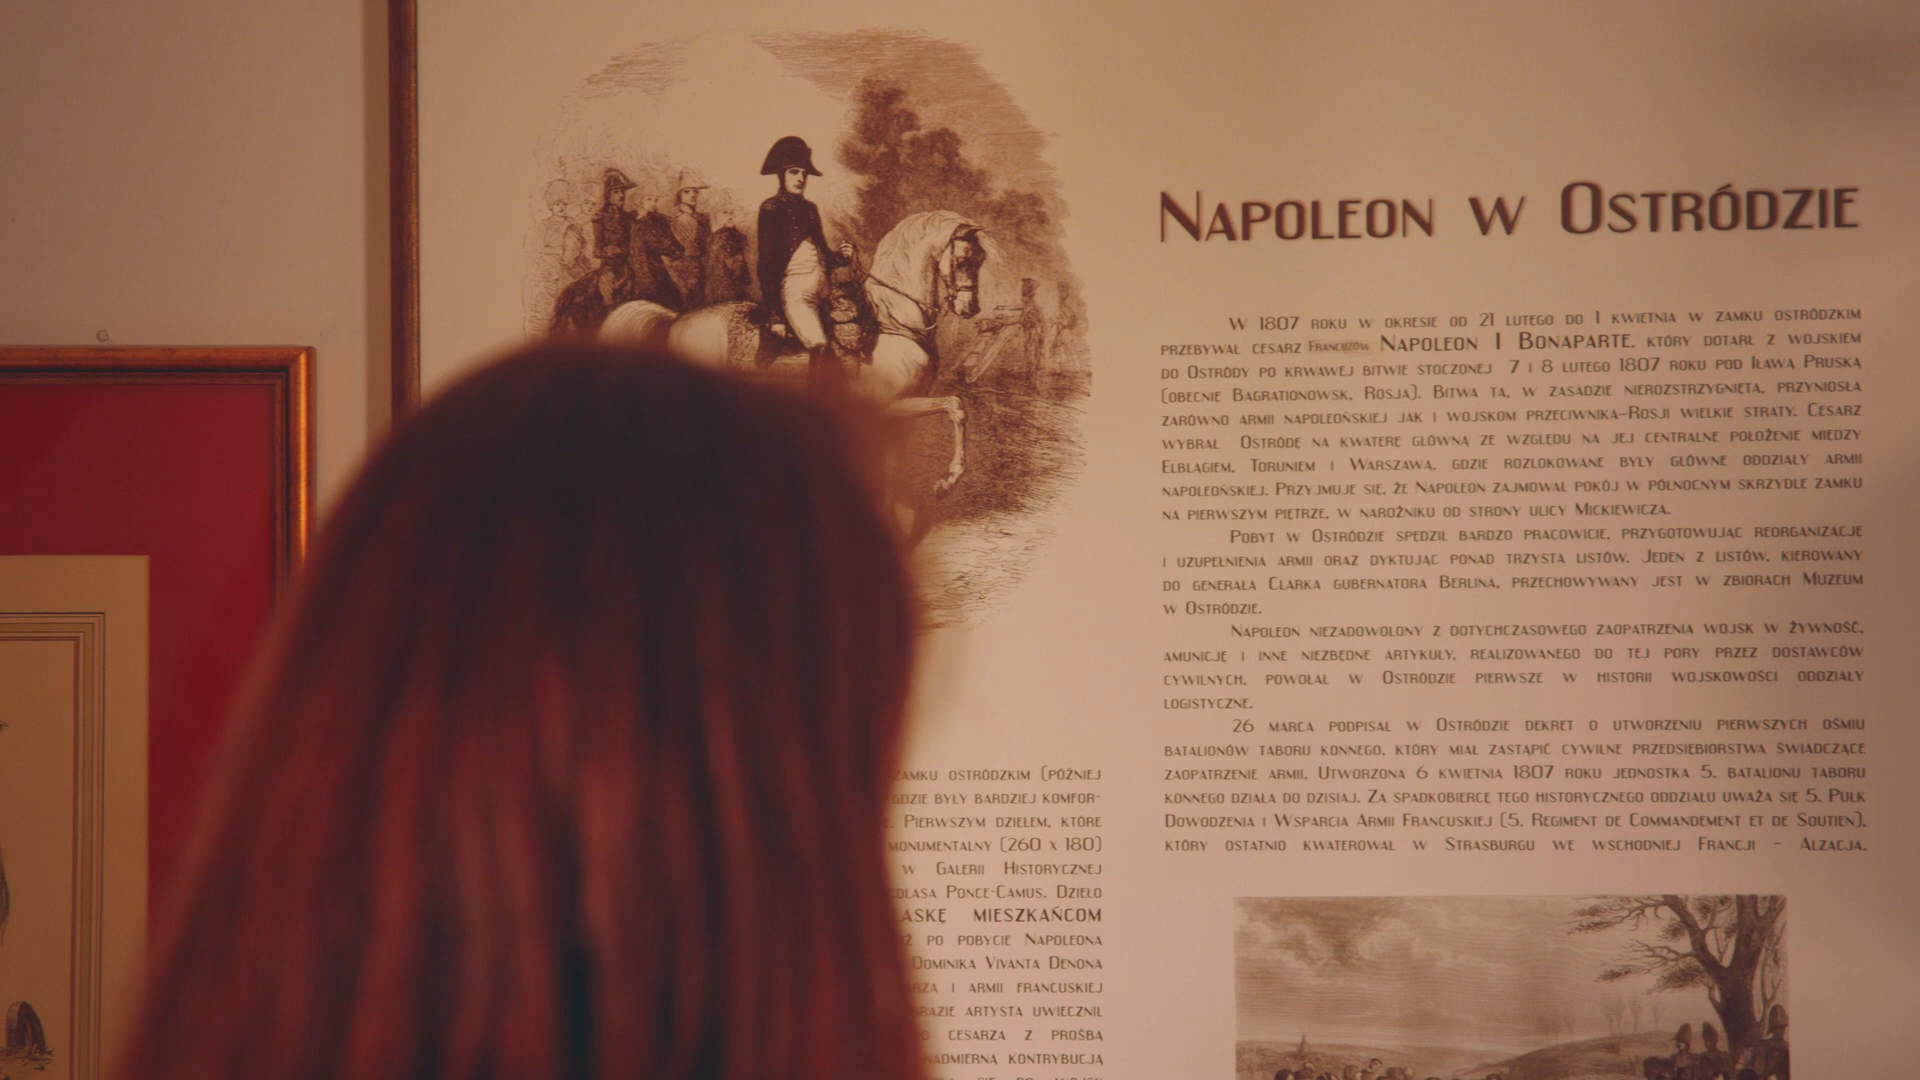 NAPOLEON W OSTRÓDZIE
W 1807 ROKU W OKRESIE OD 21 LUTEGO DO 1 KWIETNIA W ZAMKU OSTRÓDZKIM
PRZEBYWAŁ CESARZ FRANCUZÓW NAPOLEON I BONAPARTE, KTÓRY DOTARŁ Z WOJSKIEM
DO OSTRÓDY PO KRWAWEJ BITWIE STOCZONEJ 7 I 8 LUTEGO 1807 ROKU POD IŁAWĄ PRUSKĄ
(OBECNIE BAGRATIONOWSK, ROSJA). BITWA TA, W ZASADZIE NIEROZSTRZYGNIĘTA, PRZYNIOSŁA
ZARÓWNO ARMII NAPOLEOŃSKIEJ JAK I WOJSKOM PRZECIWNIKA-ROSJI WIELKIE STRATY. CESARZ
WYBRAŁ OSTRÓDĘ NA KWATERĘ GŁÓWNĄ ZE WZGLĘDU NA JEJ CENTRALNE POŁOŻENIE MIĘDZY
ELBLĄGIEM, TORUNIEM I WARSZAWĄ, GDZIE ROZLOKOWANE BYŁY GŁÓWNE ODDZIAŁY ARMII
NAPOLEOŃSKIEJ. PRZYJMUJE SIĘ, ŻE NAPOLEON ZAJMOWAŁ POKÓJ W PÓŁNOCNYM SKRZYDLE ZAMKU
NA PIERWSZYM PIĘTRZE, W NAROŻNIKU OD STRONY ULICY MICKIEWICZA.
POBYT W OSTRÓDZIE SPĘDZIŁ BARDZO PRACOWICIE, PRZYGOTOWUJĄC REORGANIZACJĘ
I UZUPEŁNIENIA ARMII ORAZ DYKTUJĄC PONAD TRZYSTA LISTÓW. JEDEN Z LISTÓW, KIEROWANY
DO GENERAŁA CLARKA GUBERNATORA BERLINA, PRZECHOWYWANY JEST W ZBIORACH MUZEUM
W OSTRÓDZIE.
NAPOLEON NIEZADOWOLONY Z DOTYCHCZASOWEGO ZAOPATRZENIA WOJSK W ŻYWNOŚĆ,
AMUNICJĘ I INNE NIEZBĘDNE ARTYKUŁY, REALIZOWANEGO DO TEJ PORY PRZEZ DOSTAWCÓW
CYWILNYCH, POWOŁAŁ W OSTRÓDZIE PIERWSZE W HISTORII WOJSKOWOŚCI ODDZIAŁY
LOGISTYCZNE.
26 MARCA PODPISAŁ W OSTRÓDZIE DEKRET O UTWORZENIU PIERWSZYCH OŚMIU
BATALIONÓW TABORU KONNEGO, KTÓRY MIAŁ ZASTĄPIĆ CYWILNE PRZEDSIĘBIORSTWA ŚWIADCZĄCE
ZAOPATRZENIE ARMII. UTWORZONA 6 KWIETNIA 1807 ROKU JEDNOSTKA 5. BATALIONU TABORU
KONNEGO DZIAŁA DO DZISIAJ. ZA SPADKOBIERCĘ TEGO HISTORYCZNEGO ODDZIAŁU UWAŻA SIĘ 5. PUŁK
DOWODZENIA I WSPARCIA ARMII FRANCUSKIEJ (5. REGIMENT DE COMMANDEMENT ET DE SOUTIEN),
KTÓRY OSTATNIO KWATEROWAŁ W STRASBURGU WE WSCHODNIEJ FRANCJI - ALZACJA.
ZAMKU OSTRÓDZKIM (PÓŹNIEJ
GDZIE BYŁY BARDZIEJ KOMFOR-
PIERWSZYM DZIEŁEM, KTÓRE
MONUMENTALNY (260 X 180)
W GALERII HISTORYCZNEJ
PONCE-CAMUS. DZIEŁO
MIESZKAŃCOM
PO POBYCIE NAPOLEONA
DOMINIKA VIVANTA DENONA
I ARMII FRANCUSKIEJ
ARTYSTA UWIECZNIŁ
CESARZA Z PROŚBĄ
NADMIERNĄ KONTRYBUCJĄ